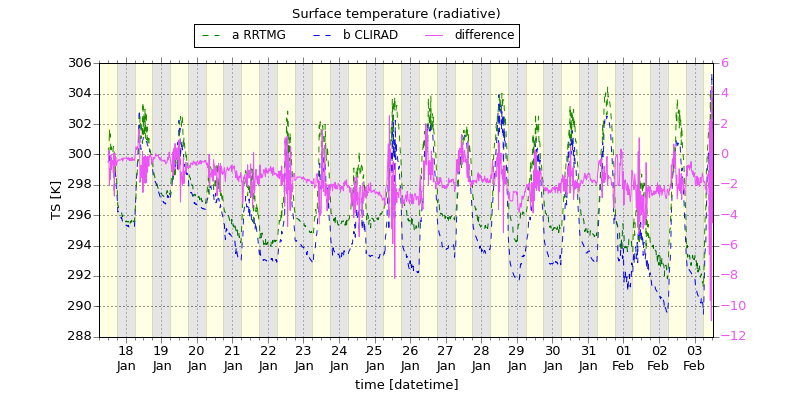 Surface temperature (radiative)
a RRTMG b CLIRAD difference
306 6
304 4
302 2
300 0
298 −2
296 −4
294 −6
292 −8
290 −10
288 −12
TS [K]
18 19 20 21 22 23 24 25 26 27 28 29 30 31 01 02 03
Jan Jan Jan Jan Jan Jan Jan Jan Jan Jan Jan Jan Jan Jan Feb Feb Feb
time [datetime]